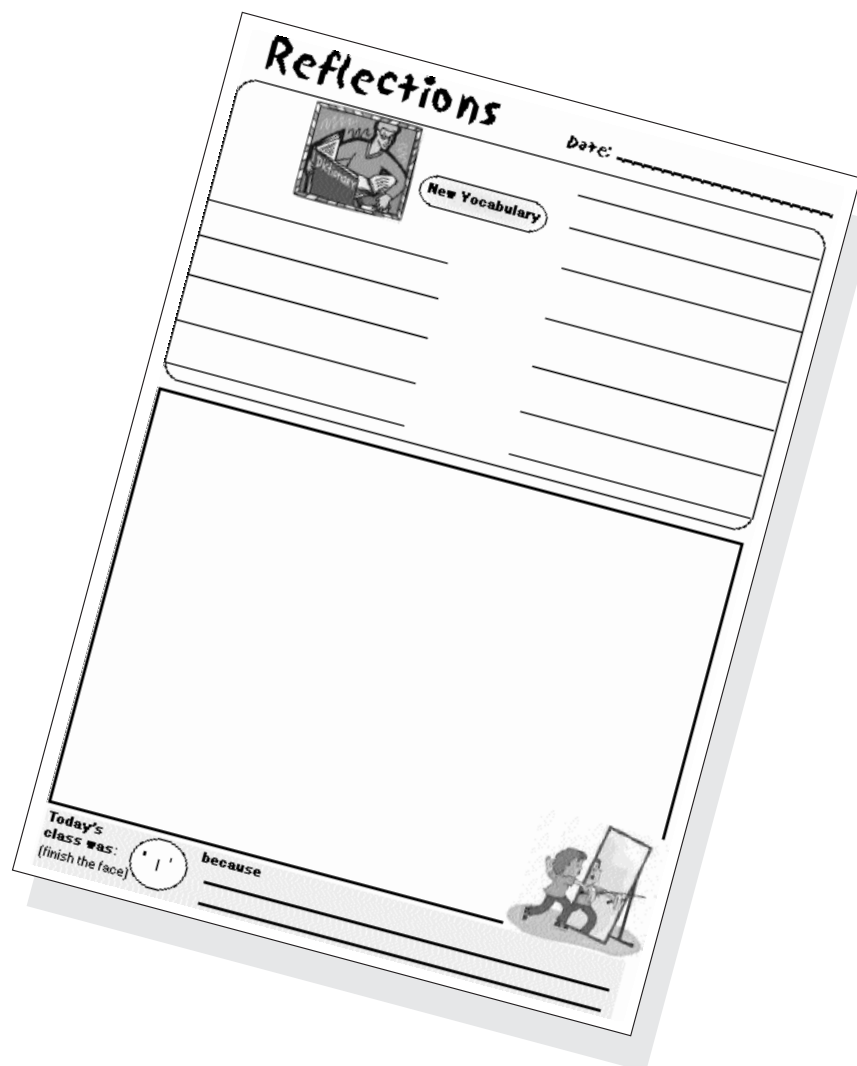 Reflections
Date:
Dictionary
New Vocabulary
Today's
class was:
(finish the face)
because